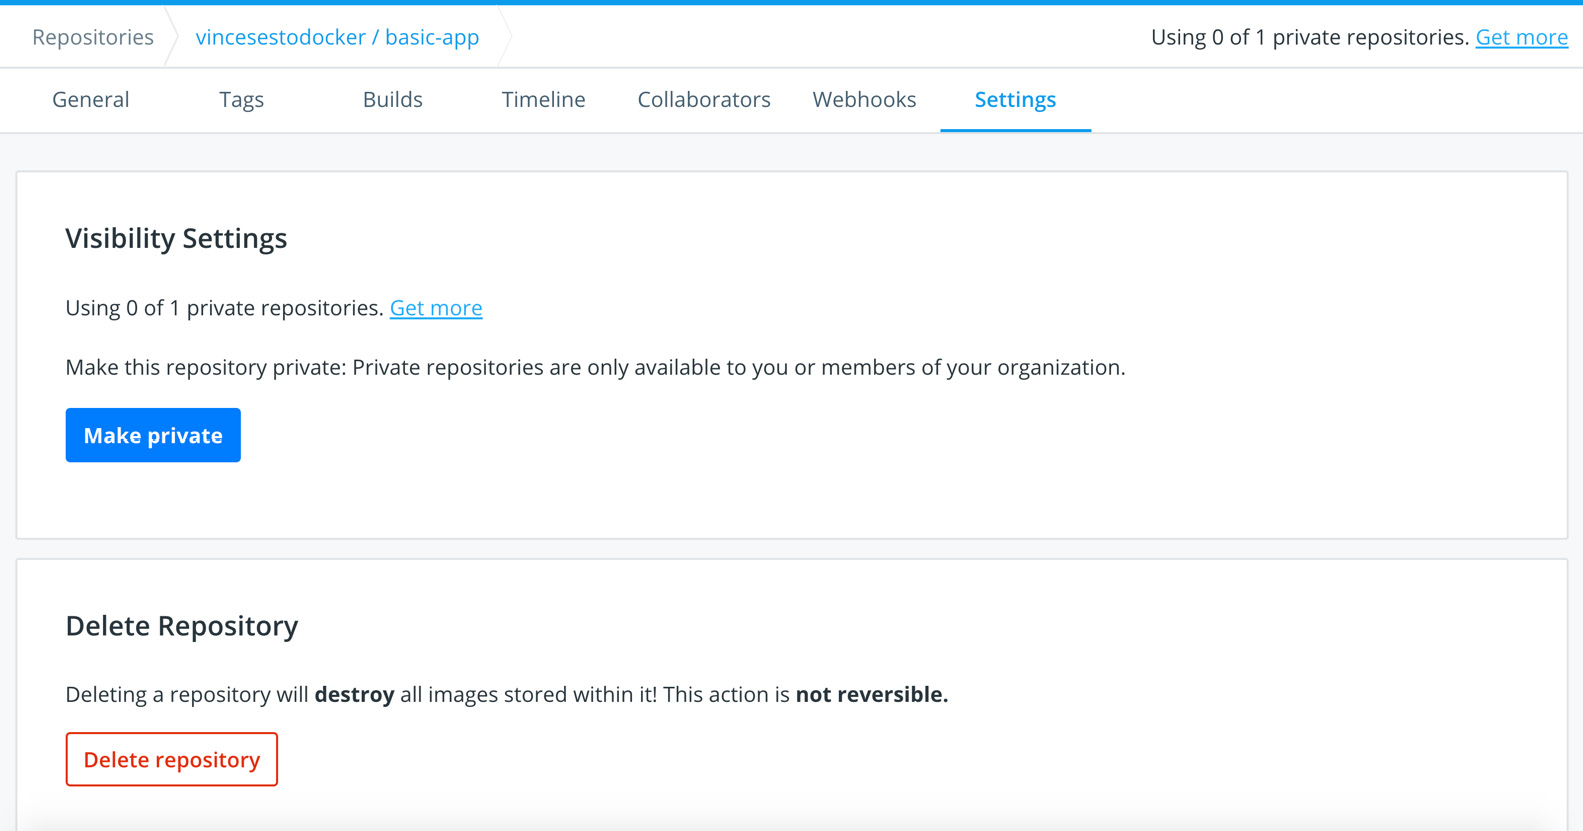 Repositories
vincesestodocker / basic-app
Using 0 of 1 private repositories. Get more
General Tags Builds Timeline Collaborators Webhooks Settings
Visibility Settings
Using 0 of 1 private repositories. Get more
Make this repository private: Private repositories are only available to you or members of your organization.
Make private
Delete Repository
Deleting a repository will destroy all images stored within it! This action is not reversible.
Delete repository